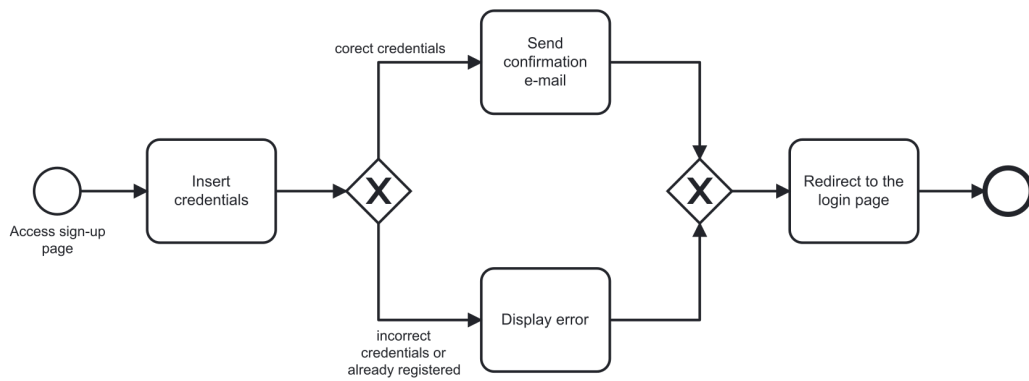 Access sign-up
page
Insert
credentials
corect credentials
Send
confirmation
e-mail
incorrect
credentials or
already registered
Display error
Redirect to the
login page